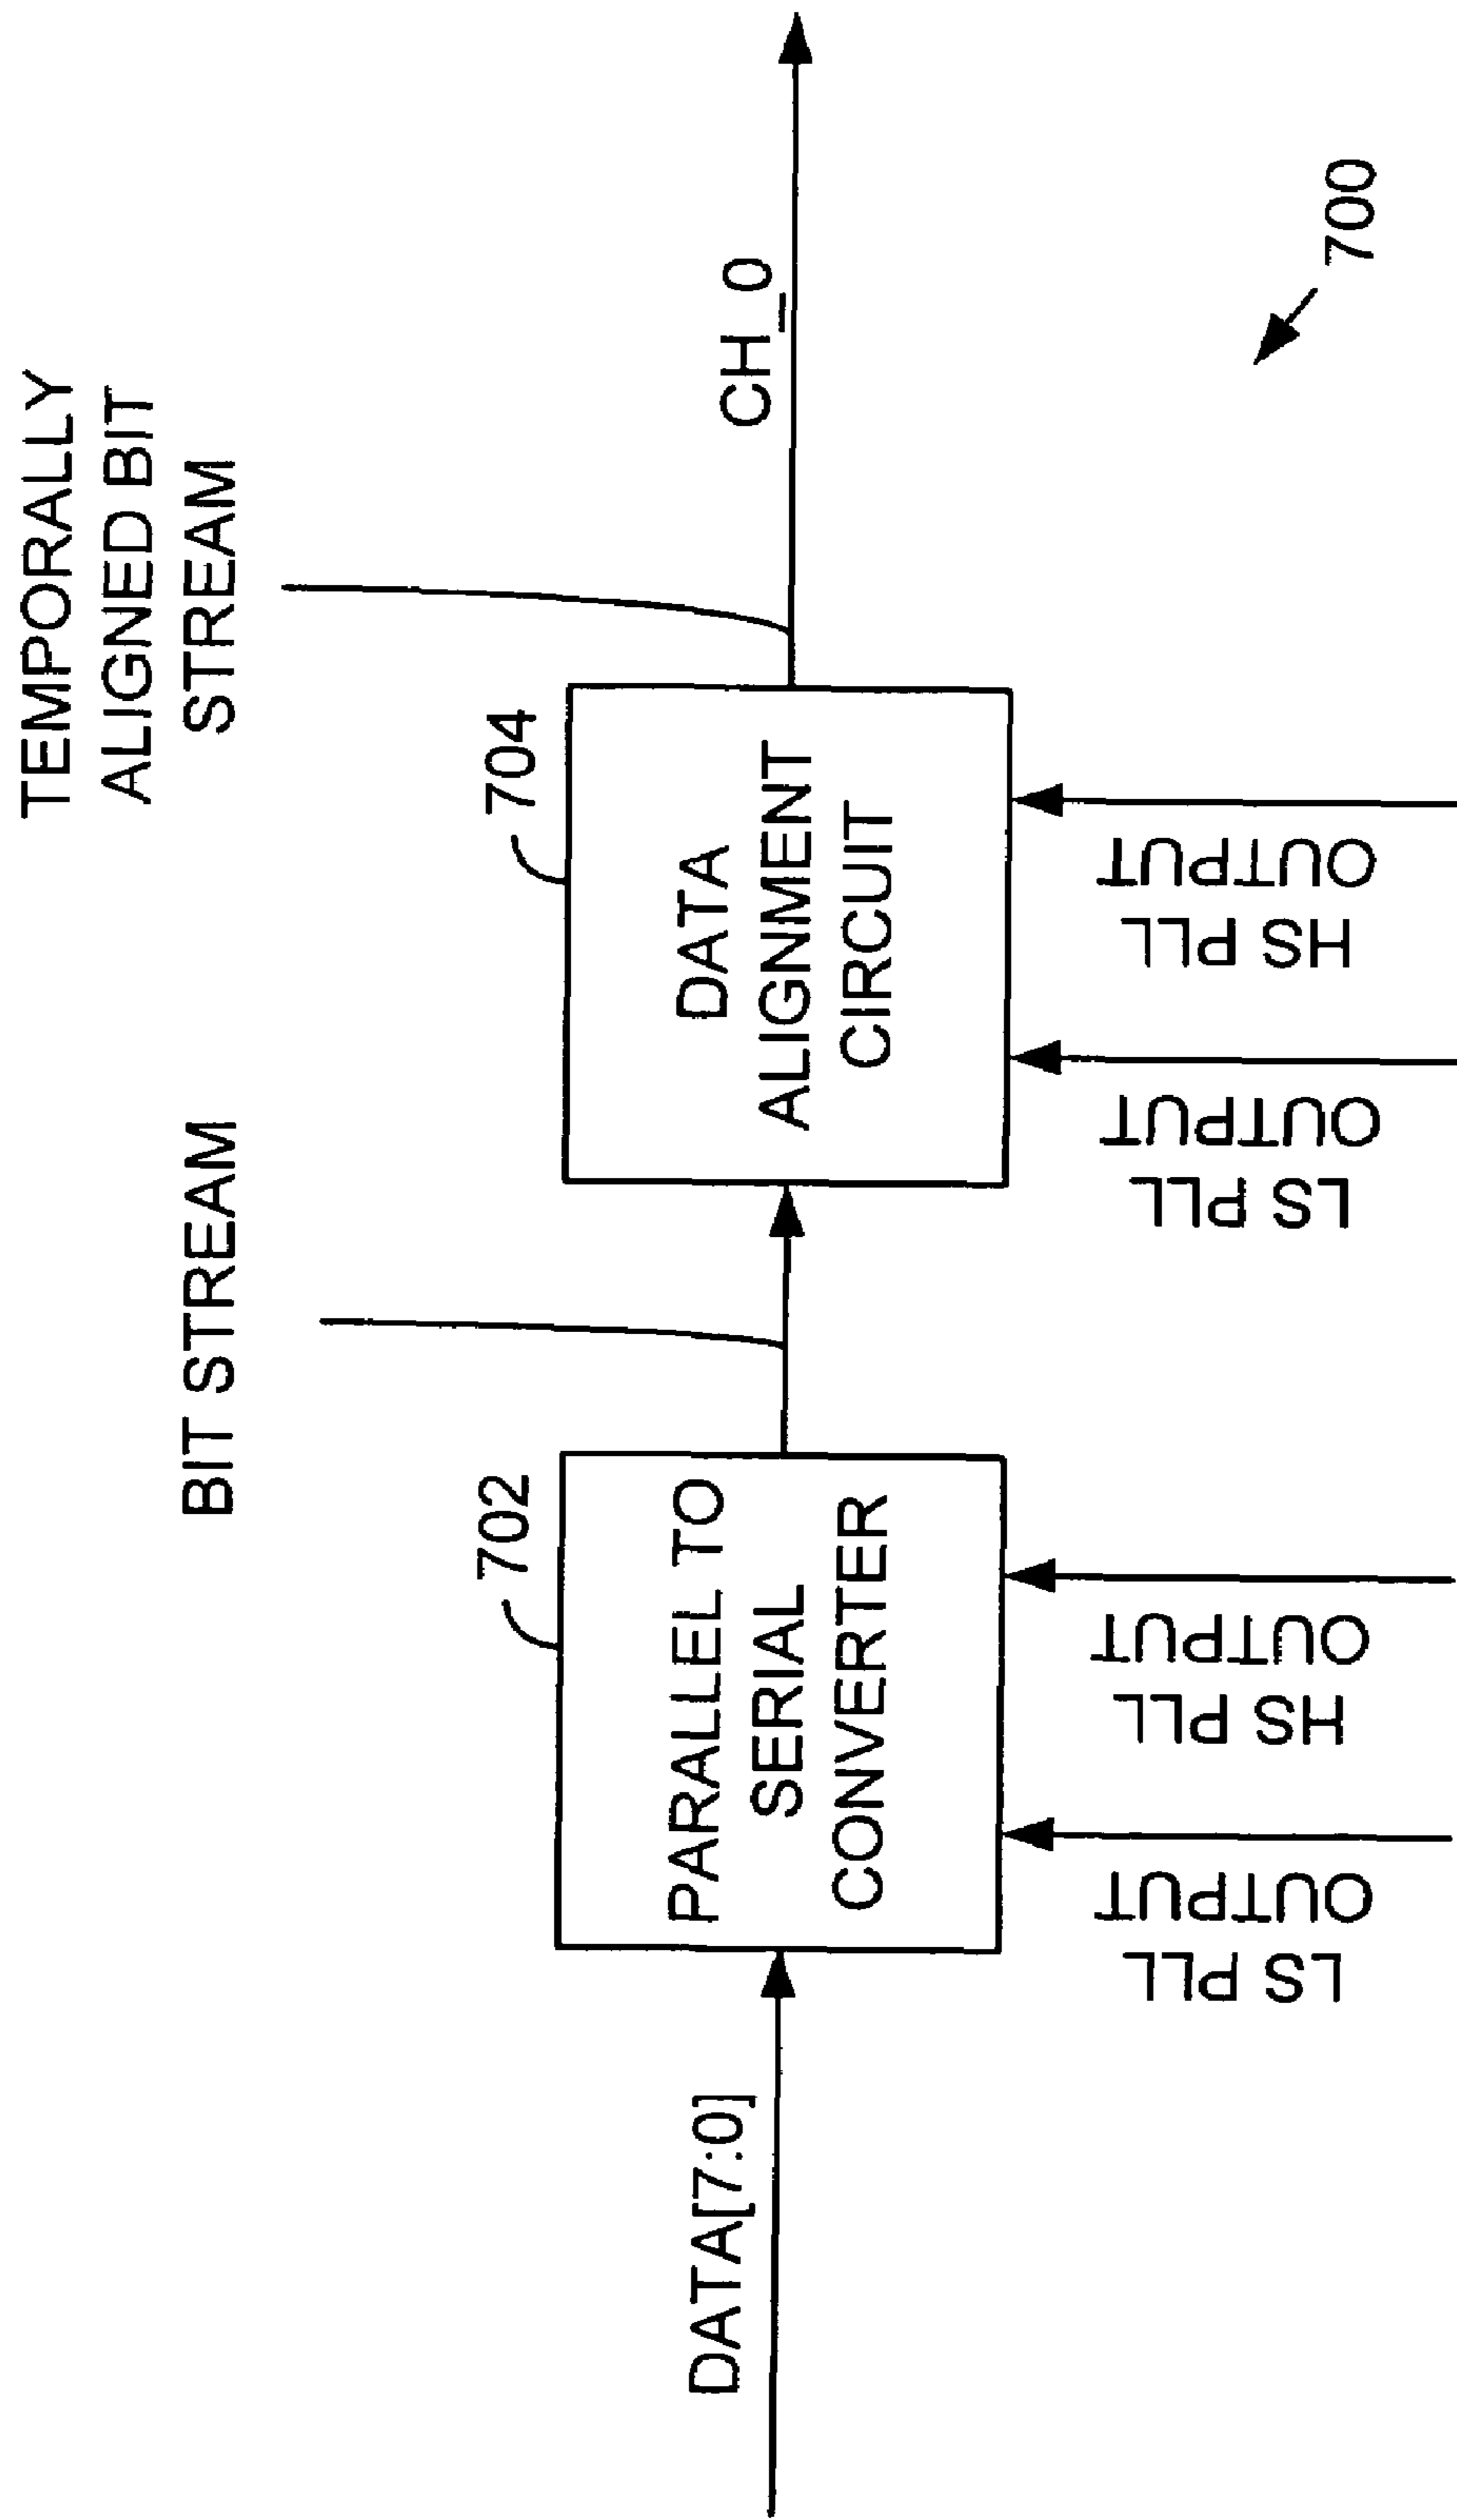 DATA[7:0]
702
PARALLEL TO
SERIAL
CONVERTER
LS PLL
OUTPUT
HS PLL
OUTPUT
BIT STREAM
704
DATA
ALIGNMENT
CIRCUIT
LS PLL
OUTPUT
HS PLL
OUTPUT
TEMPORALLY
ALIGNED BIT
STREAM
CH_0
700